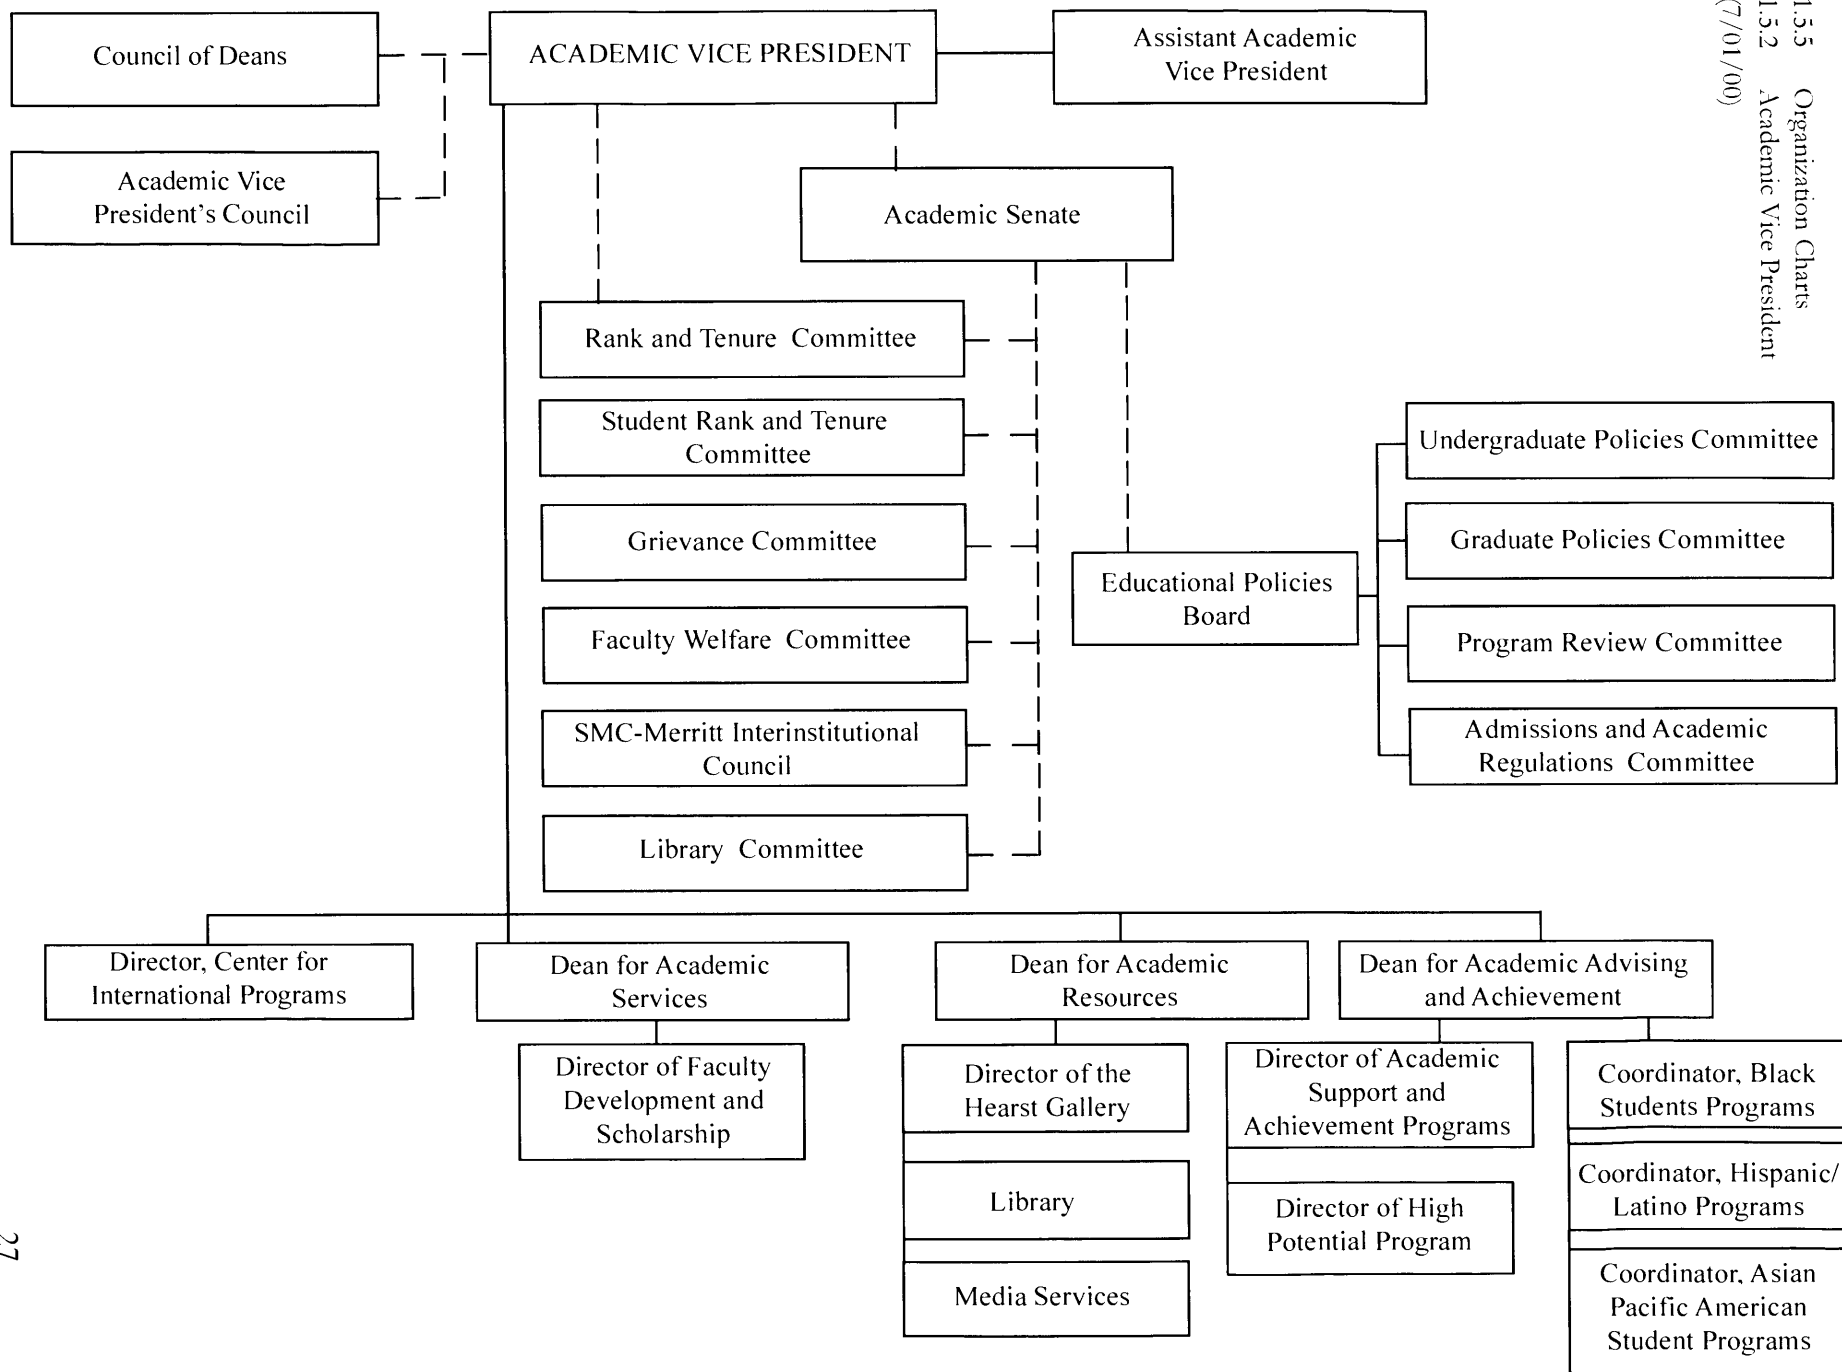 1.5.5 Organization Charts
1.5.2 Academic Vice President
(7/01/00)
Council of Deans
ACADEMIC VICE PRESIDENT
Assistant Academic
Vice President
Academic Vice
President's Council
Academic Senate
Rank and Tenure Committee
Student Rank and Tenure
Committee
Grievance Committee
Faculty Welfare Committee
SMC-Merritt Interinstitutional
Council
Library Committee
Educational Policies
Board
Undergraduate Policies Committee
Graduate Policies Committee
Program Review Committee
Admissions and Academic
Regulations Committee
Director, Center for
International Programs
Dean for Academic
Services
Dean for Academic
Resources
Dean for Academic Advising
and Achievement
Director of Faculty
Development and
Scholarship
Director of the
Hearst Gallery
Library
Media Services
Director of Academic
Support and
Achievement Programs
Director of High
Potential Program
Coordinator, Black
Students Programs
Coordinator, Hispanic/
Latino Programs
Coordinator, Asian
Pacific American
Student Programs
27